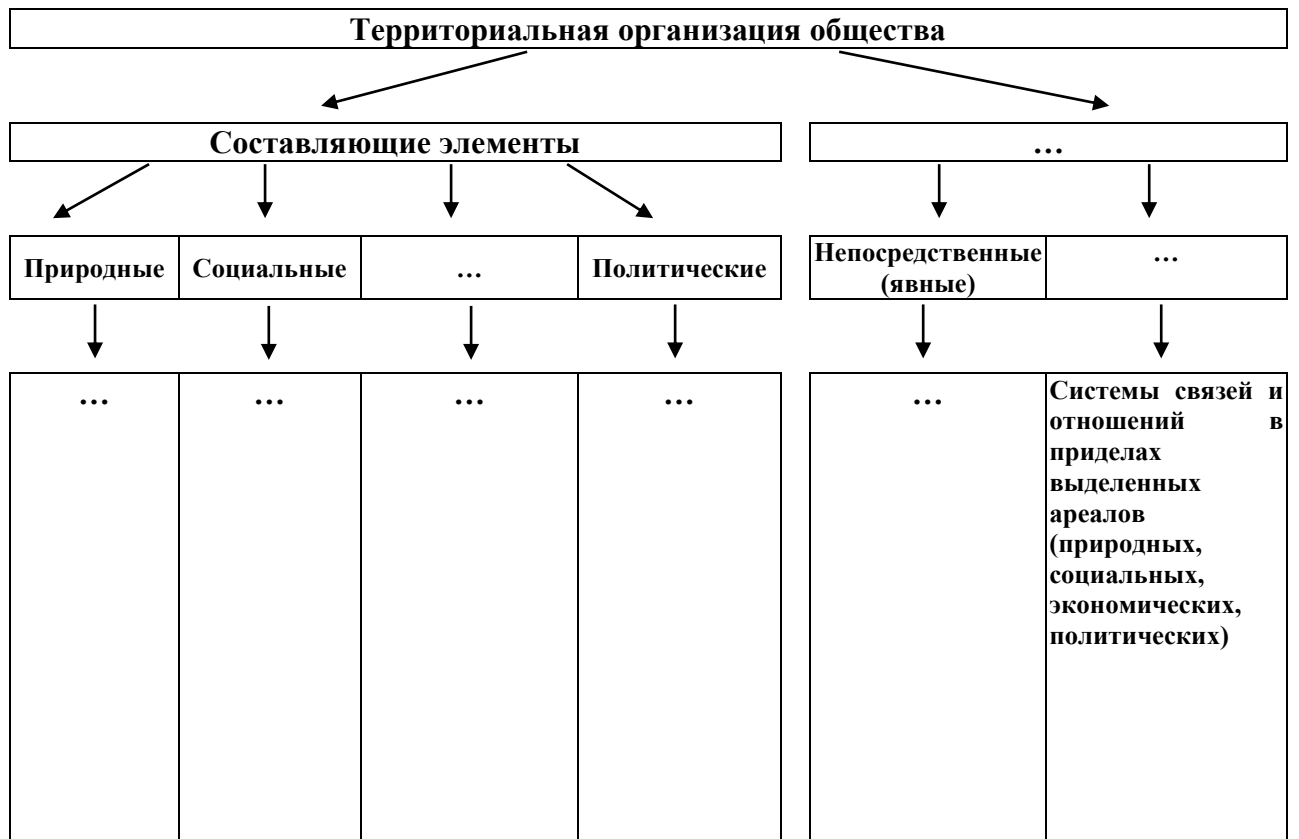 Территориальная организация общества
Составляющие элементы
…
Природные
Социальные
…
Политические
Непосредственные
(явные)
…
…
…
…
…
…
Системы связей и
отношений в
приделах
выделенных
ареалов
(природных,
социальных,
экономических,
политических)